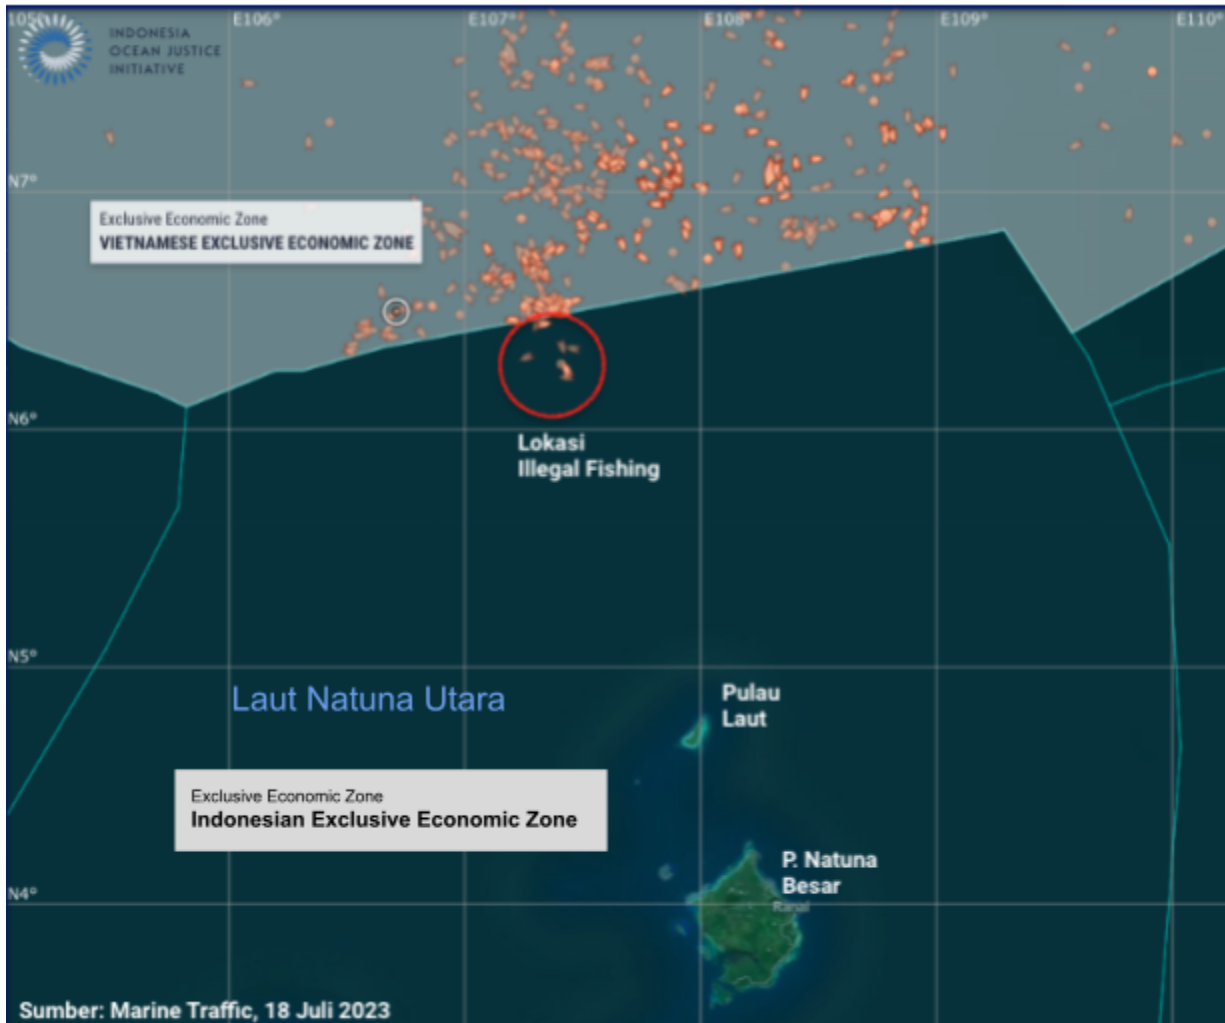 105°
E106°
E107°
E108°
E109°
E110°
INDONESIA
OCEAN JUSTICE
INITIATIVE
N7°
Exclusive Economic Zone
VIETNAMESE EXCLUSIVE ECONOMIC ZONE
N6°
Lokasi
Illegal Fishing
N5°
Laut Natuna Utara
Pulau
Laut
Exclusive Economic Zone
Indonesian Exclusive Economic Zone
P. Natuna
Besar
N4°
Ranai
Sumber: Marine Traffic, 18 Juli 2023